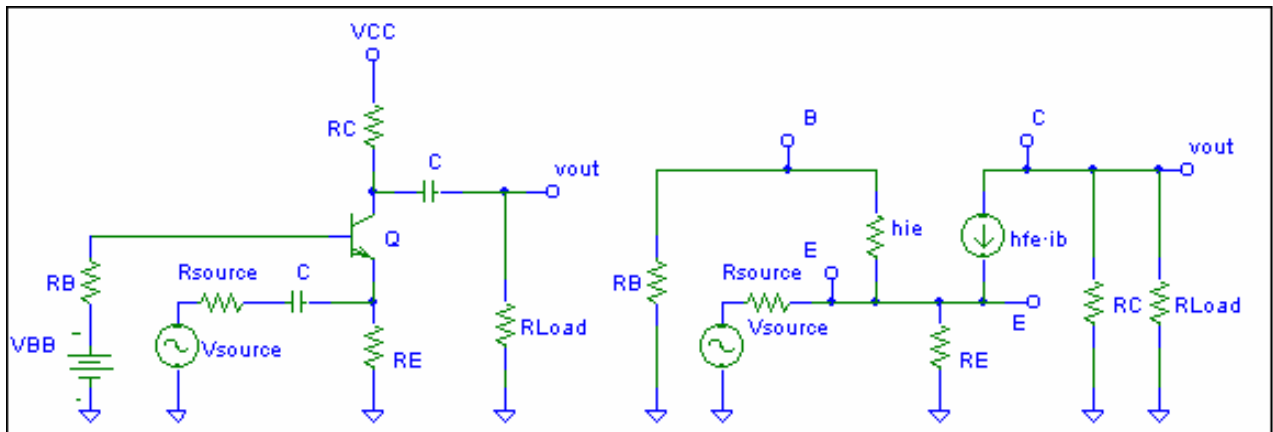 VCC
RC
C
vout
Q
RB
Rsource
C
VBB
-
-
Vsource
RE
RLoad
B
C
vout
hie
hfe·ib
E
Rsource
RB
Vsource
E
RE
RC
RLoad